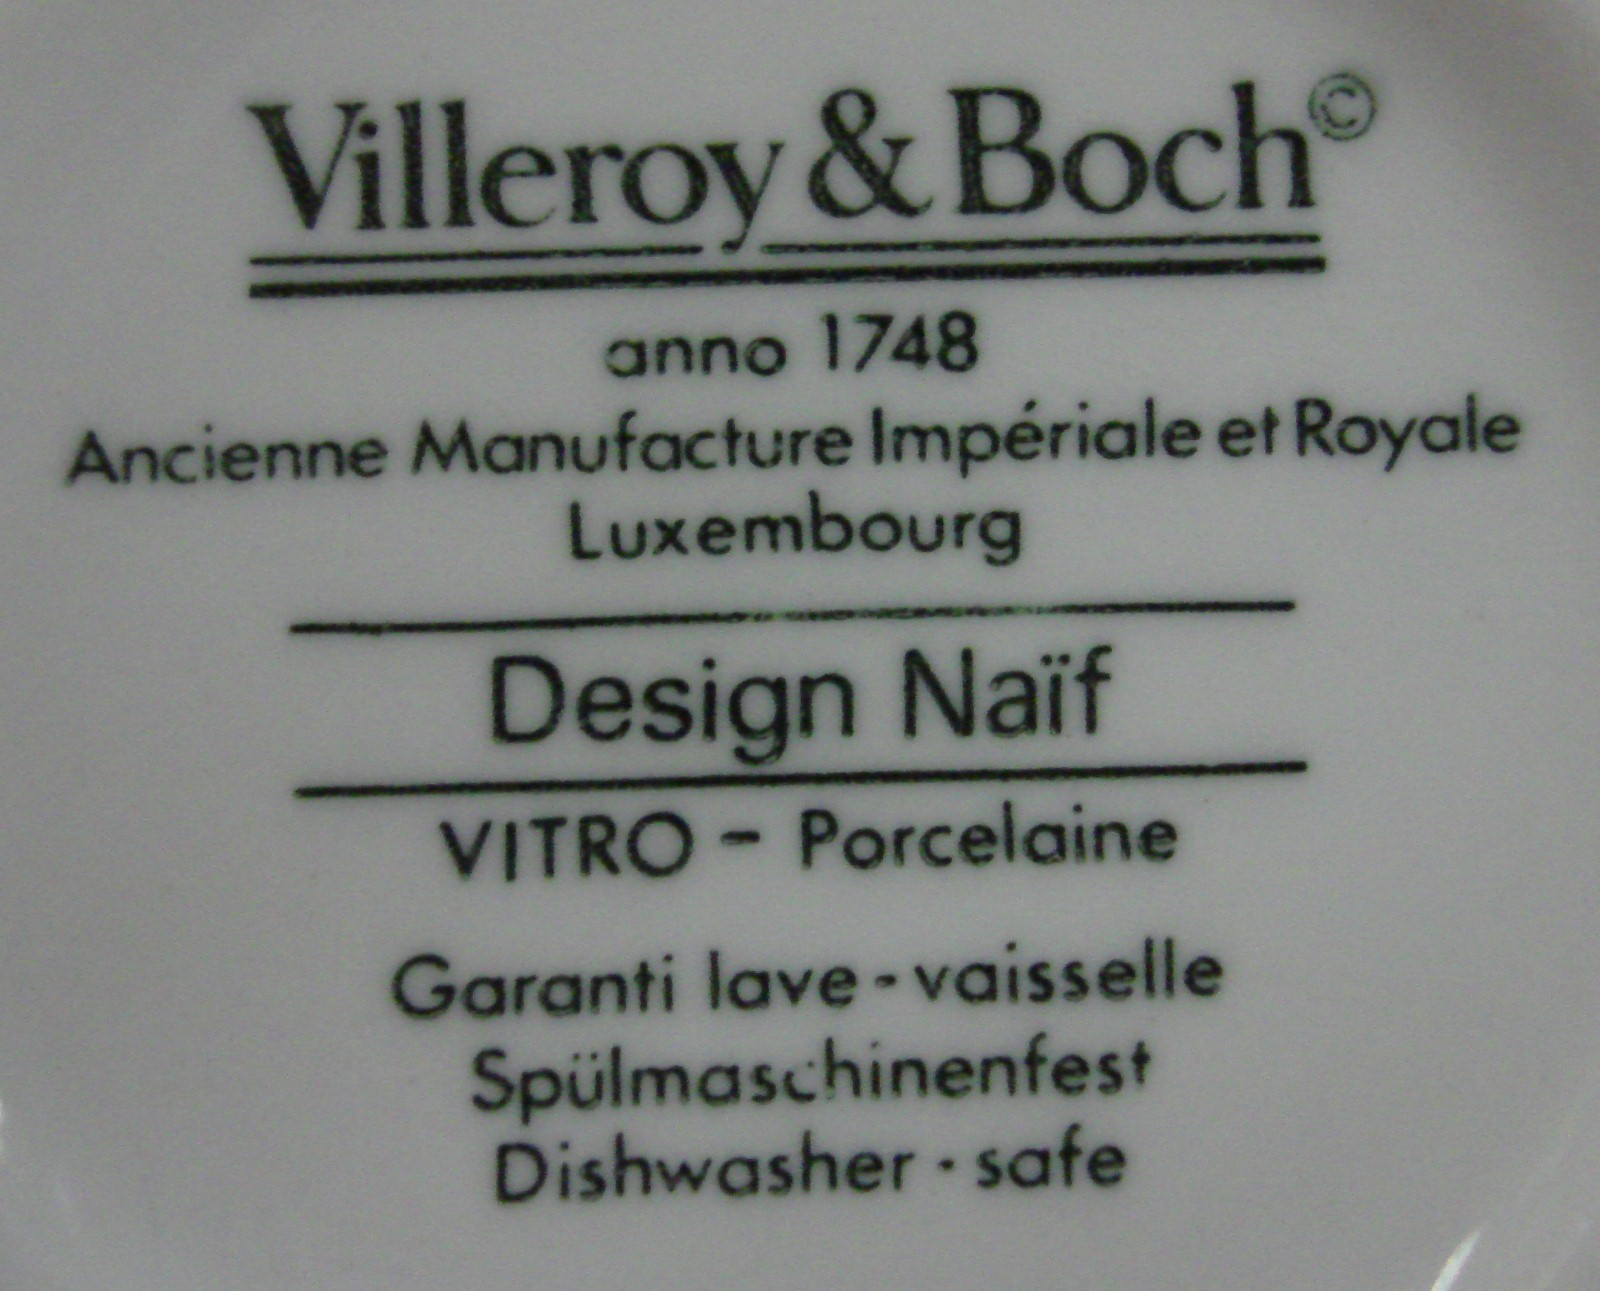 Villeroy & Boch©
anno 1748
Ancienne Manufacture Impériale et Royale
Luxembourg
Design Naïf
VITRO – Porcelaine
Garanti lave-vaisselle
Spülmaschinenfest
Dishwasher · safe